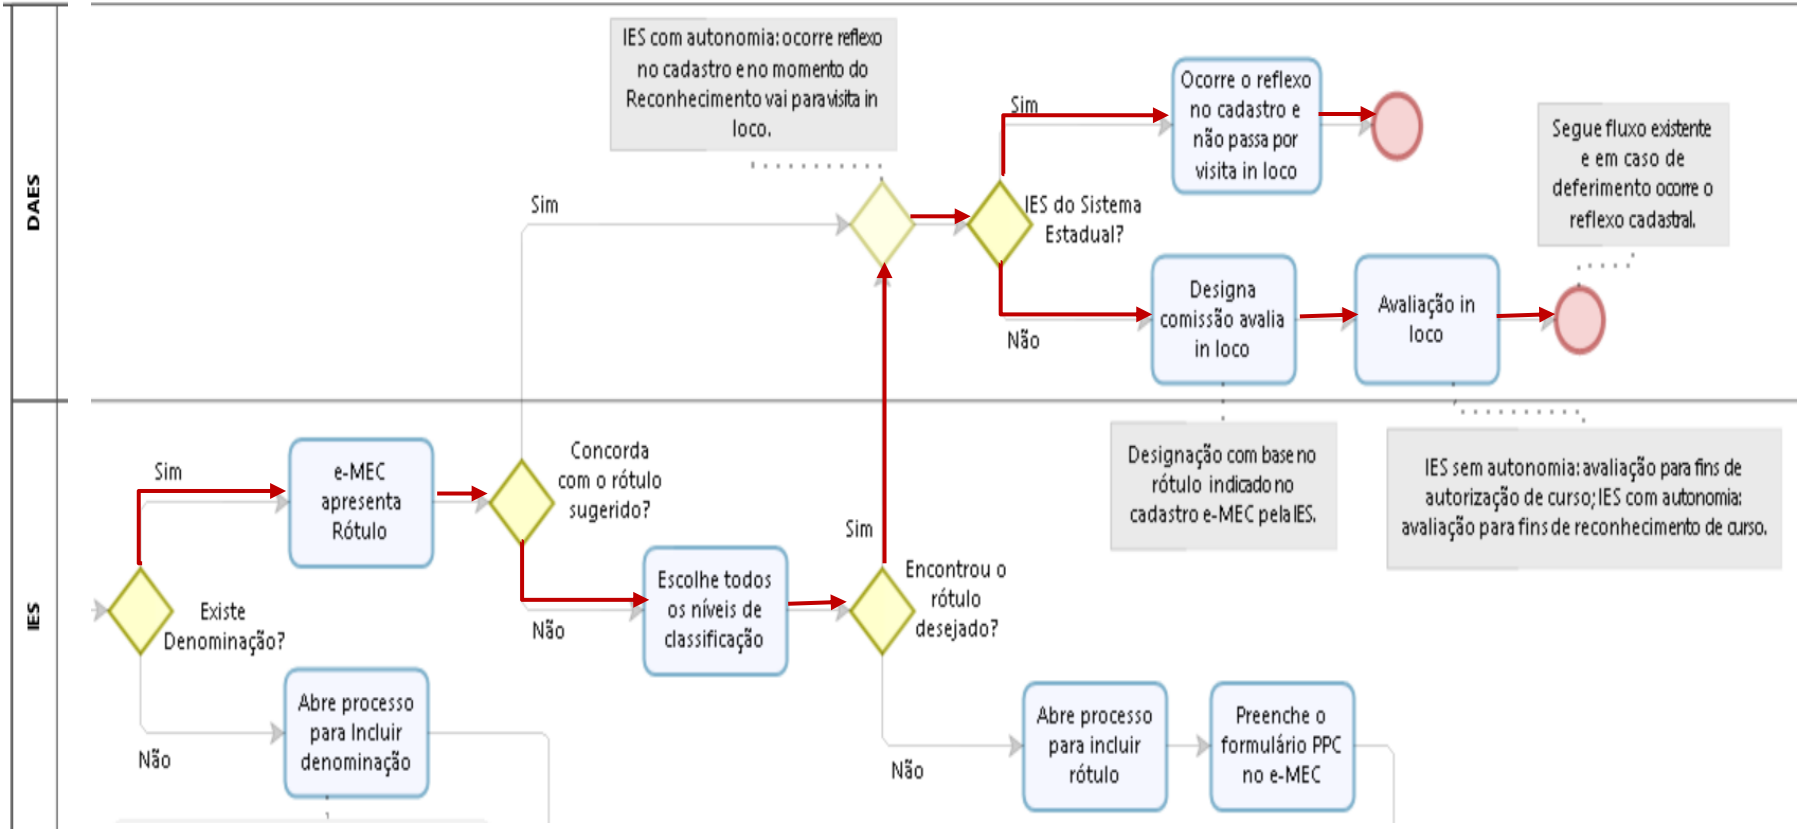 DAES
IES com autonomia: ocorre reflexo
no cadastro e no momento do
Reconhecimento vai para visita in
loco.
Sim
Sim
IES do Sistema
Estadual?
Não
Ocorre o reflexo
no cadastro e
não passa por
visita in loco
Segue fluxo existente
e em caso de
deferimento ocorre o
reflexo cadastral.
Designa
comissão avalia
in loco
Avaliação in
loco
IES
Sim
e-MEC
apresenta
Rótulo
Concorda
com o rótulo
sugerido?
Designação com base no
rótulo indicado no
cadastro e-MEC pela IES.
IES sem autonomia: avaliação para fins de
autorização de curso; IES com autonomia:
avaliação para fins de reconhecimento de curso.
Existe
Denominação?
Não
Escolhe todos
os níveis de
classificação
Sim
Encontrou o
rótulo
desejado?
Não
Abre processo
para Incluir
denominação
Não
Abre processo
para incluir
rótulo
Preenche o
formulário PPC
no e-MEC